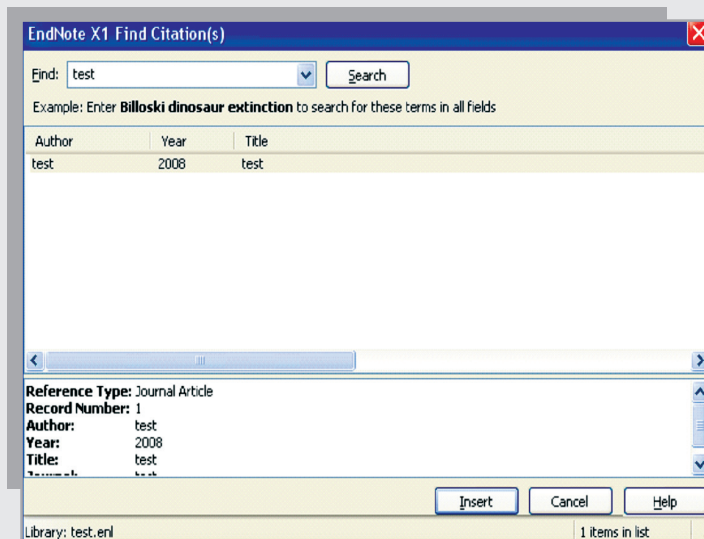 EndNote X1 Find Citation(s)
Find: test Search
Example: Enter Billoski dinosaur extinction to search for these terms in all fields
Author Year Title
test 2008 test
Reference Type: Journal Article
Record Number: 1
Author: test
Year: 2008
Title: test
Insert Cancel Help
Library: test.enl 1 items in list